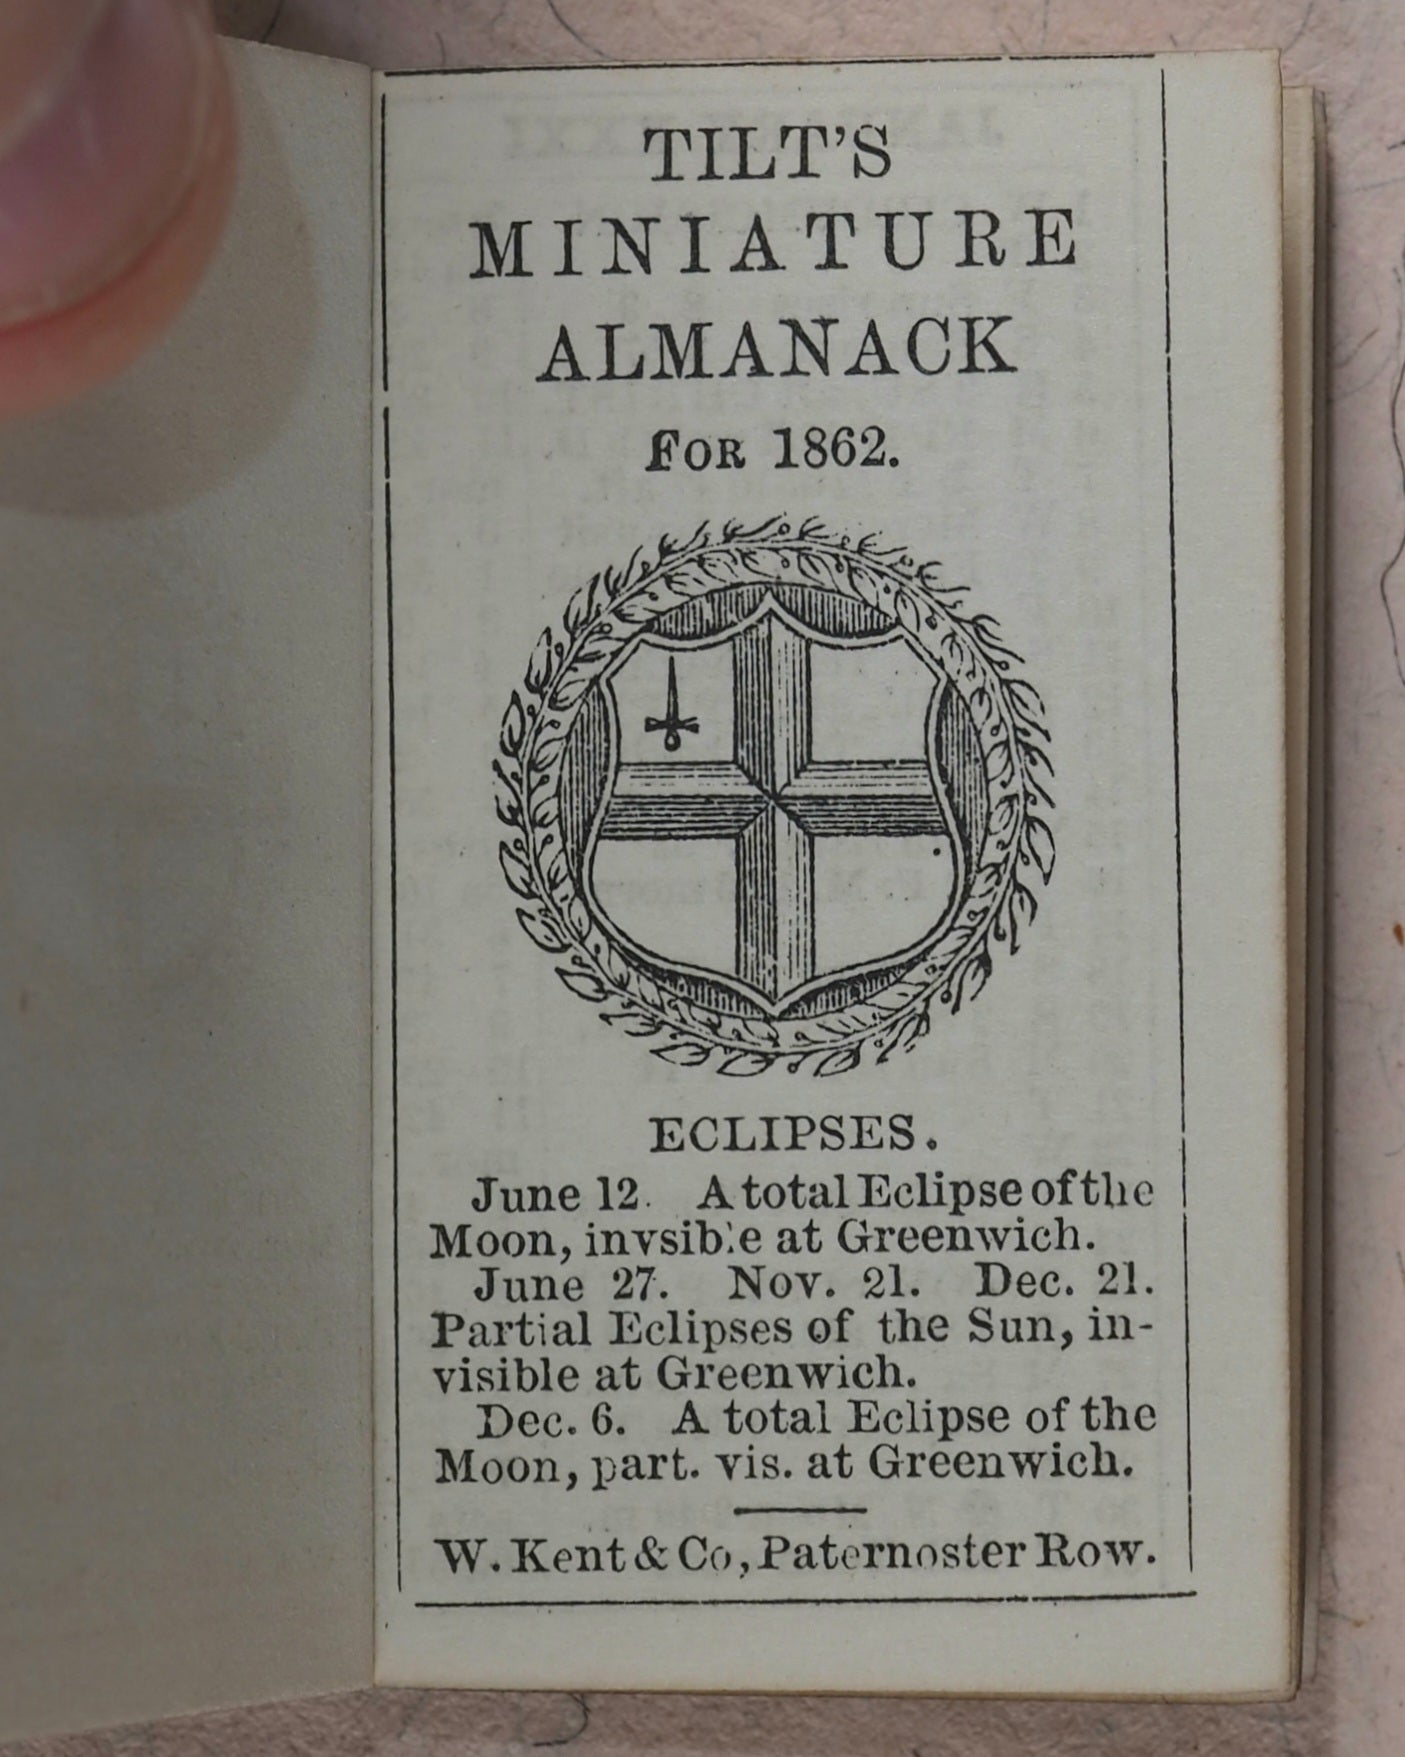 TILT'S
MINIATURE
ALMANACK
FOR 1862.
ECLIPSES.
June 12. A total Eclipse of the
Moon, invsible at Greenwich.
June 27. Nov. 21. Dec. 21.
Partial Eclipses of the Sun, in-
visible at Greenwich.
Dec. 6. A total Eclipse of the
Moon, part. vis. at Greenwich.
W. Kent & Co, Paternoster Row.